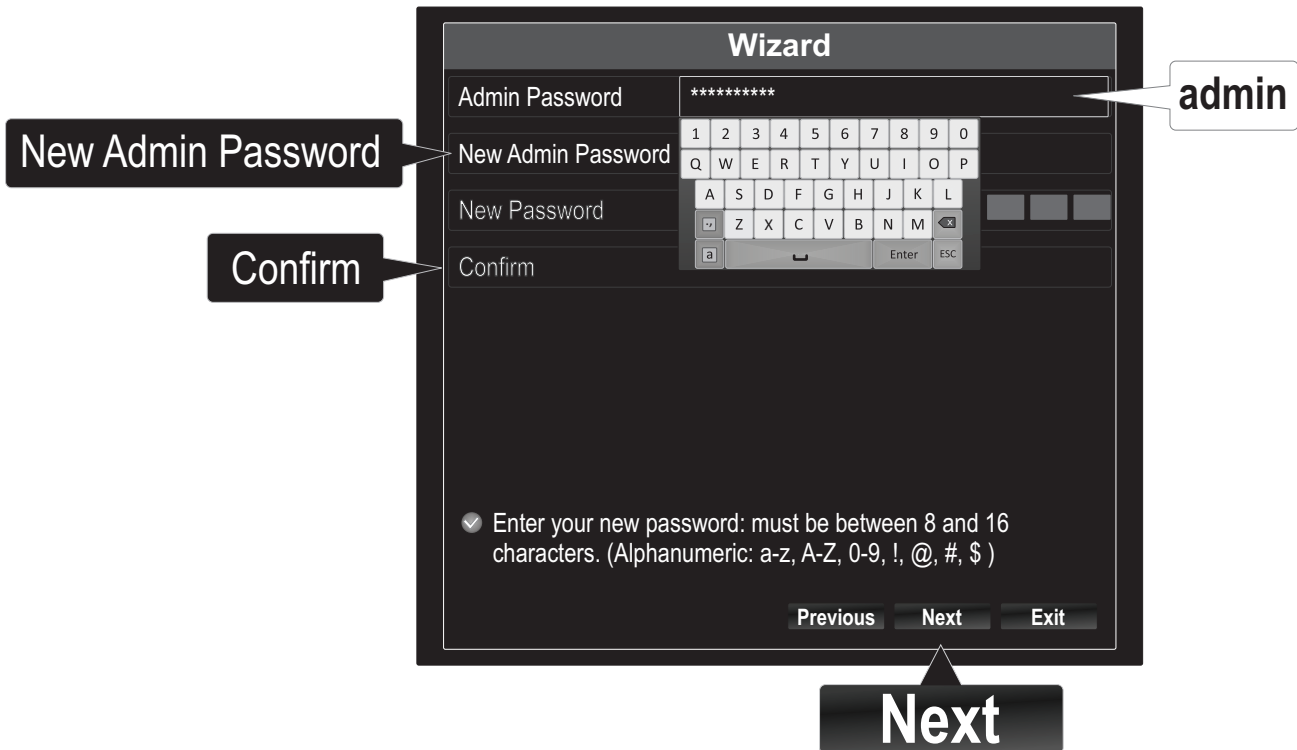 Wizard
Admin Password **********
admin
New Admin Password
New Admin Password
1 2 3 4 5 6 7 8 9 0
Q W E R T Y U I O P
A S D F G H J K L
New Password
., Z X C V B N M x
a Enter ESC
Confirm
Confirm
Enter your new password: must be between 8 and 16
characters. (Alphanumeric: a-z, A-Z, 0-9, !, @, #, $ )
Previous Next Exit
Next